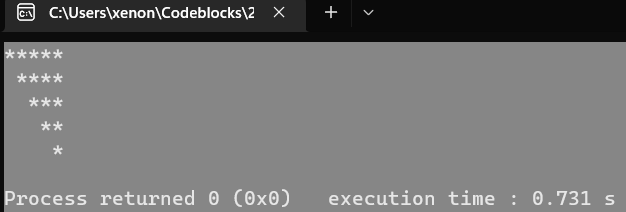 C:\Users\xenon\Codeblocks\2
*****
 ****
  ***
   **
    *
Process returned 0 (0x0)   execution time : 0.731 s